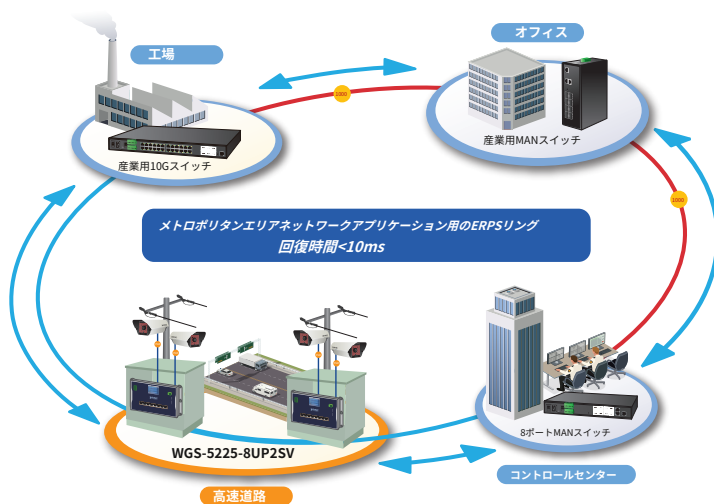 工場
オフィス
1000
産業用10Gスイッチ
産業用MANスイッチ
1000
メトロポリタンエリアネットワークアプリケーション用のERPSリング
回復時間<10ms
WGS-5225-8UP2SV
8ポートMANスイッチ
コントロールセンター
高速道路